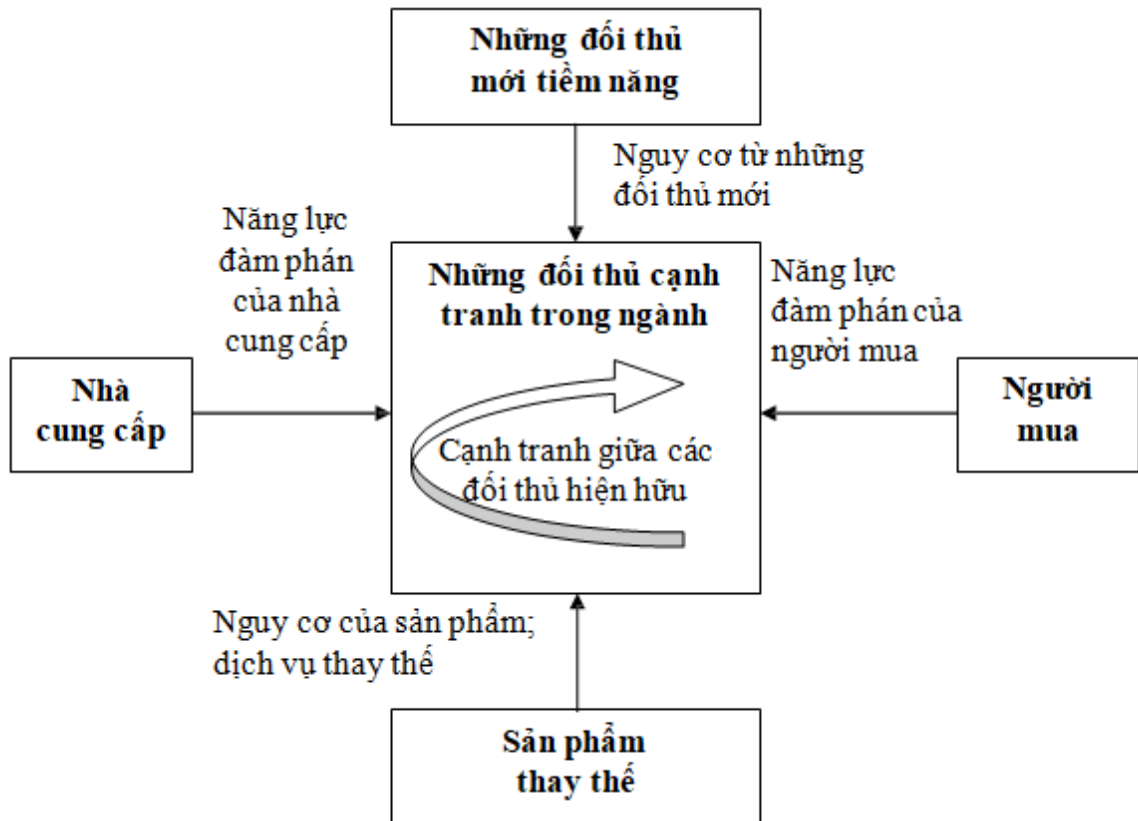 Những đối thủ
mới tiềm năng
Nguy cơ từ những
đối thủ mới
Năng lực
đàm phán
của nhà
cung cấp
Những đối thủ cạnh
tranh trong ngành
Năng lực
đàm phán của
người mua
Nhà
cung cấp
Cạnh tranh giữa các
đối thủ hiện hữu
Người
mua
Nguy cơ của sản phẩm;
dịch vụ thay thế
Sản phẩm
thay thế